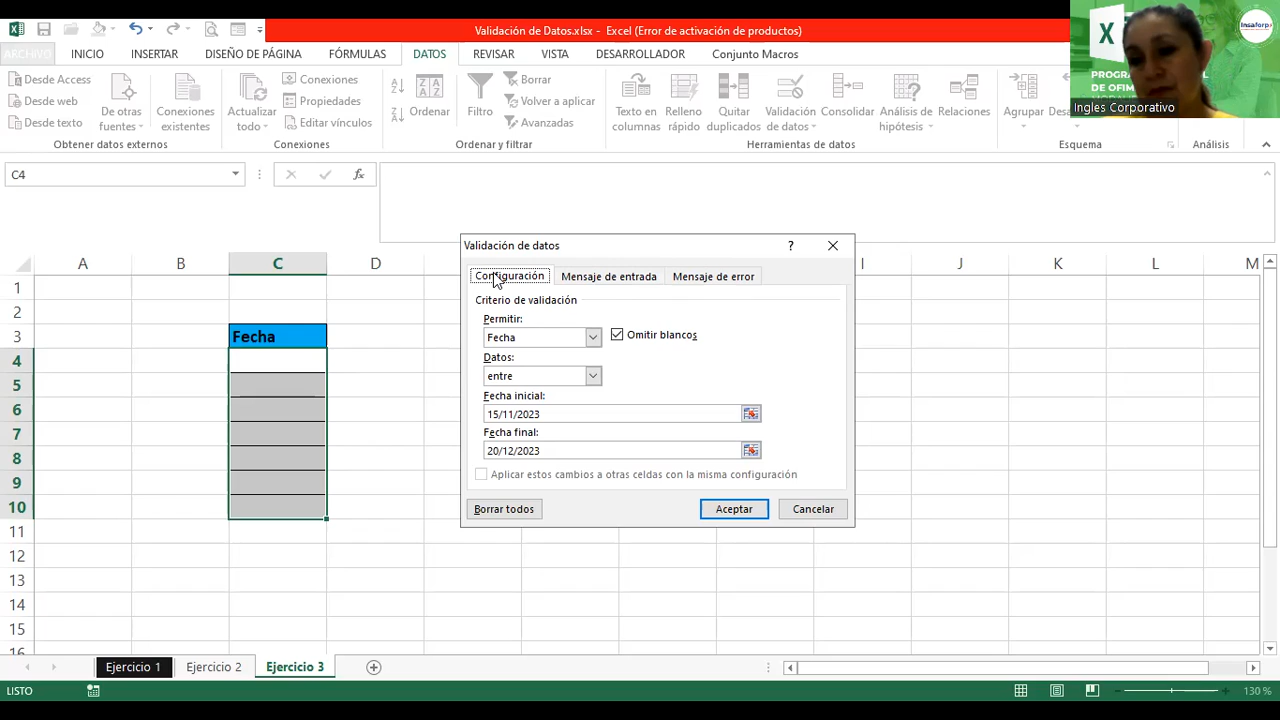 Validación de Datos.xlsx - Excel (Error de activación de productos)
ARCHIVO INICIO INSERTAR DISEÑO DE PÁGINA FÓRMULAS DATOS REVISAR VISTA DESARROLLADOR Conjunto Macros
Desde Access
Desde web
Desde texto
De otras
fuentes
Conexiones
existentes
Actualizar
todo
Conexiones
Propiedades
Editar vínculos
Ordenar
Filtro
Borrar
Volver a aplicar
Avanzadas
Texto en
columnas
Relleno
rápido
Quitar
duplicados
Validación
de datos
Consolidar
Análisis de
hipótesis
Relaciones
Agrupar
Obtener datos externos Conexiones Ordenar y filtrar Herramientas de datos Esquema Análisis
Insaforp
X
Ingles Corporativo
C4
fx
A B C D I J K L M
1
2
3 Fecha
4
5
6
7
8
9
10
11
12
13
14
15
16
Validación de datos ?
Configuración Mensaje de entrada Mensaje de error
Criterio de validación
Permitir:
Fecha Omitir blancos
Datos:
entre
Fecha inicial:
15/11/2023
Fecha final:
20/12/2023
Aplicar estos cambios a otras celdas con la misma configuración
Borrar todos Aceptar Cancelar
Ejercicio 1 Ejercicio 2 Ejercicio 3
LISTO
130 %